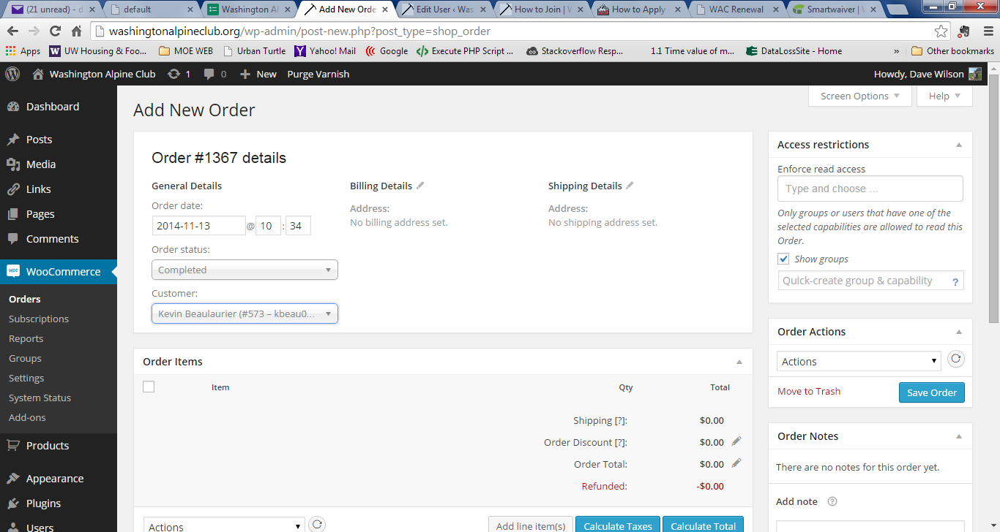 (21 unread) - d
default
Washington Al
Add New Orde
Edit User ‹ Was
How to Join | W
How to Apply
WAC Renewal
Smartwaiver | W
washingtonalpineclub.org/wp-admin/post-new.php?post_type=shop_order
Apps
UW Housing & Foo...
MOE WEB
Urban Turtle
Yahoo! Mail
Google
Execute PHP Script ...
Stackoverflow Resp...
1.1 Time value of m...
DataLossSite - Home
»
Other bookmarks
Washington Alpine Club
1
0
New
Purge Varnish
Howdy, Dave Wilson
Dashboard
Posts
Media
Links
Pages
Comments
WooCommerce
Orders
Subscriptions
Reports
Groups
Settings
System Status
Add-ons
Products
Appearance
Plugins
Users
Screen Options
Help
Add New Order
Order #1367 details
General Details
Order date:
2014-11-13 @ 10 : 34
Order status:
Completed
Customer:
Kevin Beaulaurier (#573 – kbeau0...
Billing Details
Address:
No billing address set.
Shipping Details
Address:
No shipping address set.
Order Items
Item Qty Total
Shipping [?]: $0.00
Order Discount [?]: $0.00
Order Total: $0.00
Refunded: -$0.00
Actions
Add line item(s)
Calculate Taxes
Calculate Total
Access restrictions
Enforce read access
Type and choose ...
Only groups or users that have one of the
selected capabilities are allowed to read this
Order.
Show groups
Quick-create group & capability ?
Order Actions
Actions
Move to Trash
Save Order
Order Notes
There are no notes for this order yet.
Add note ?